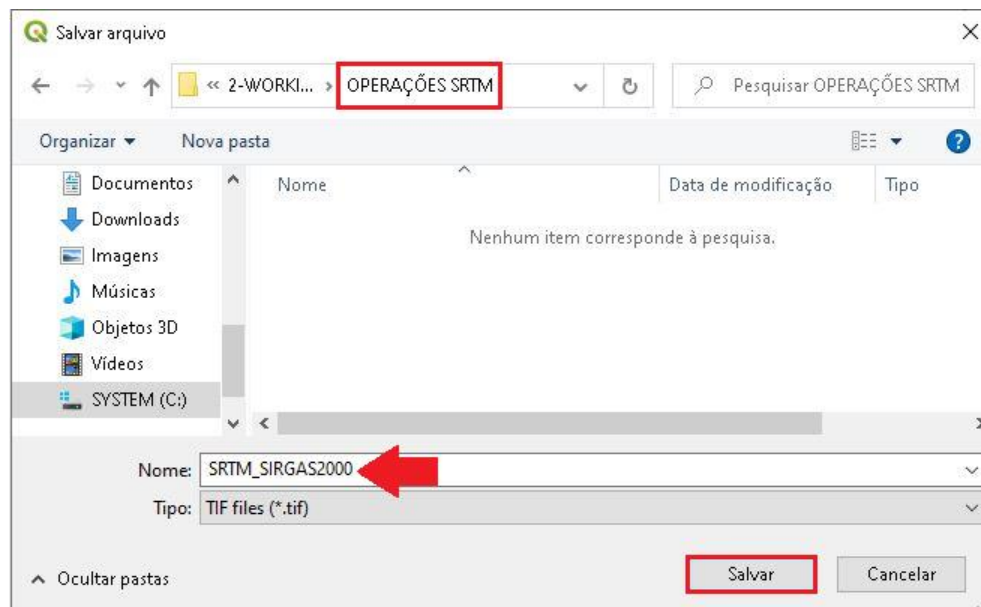 Salvar arquivo
« 2-WORKI... › OPERAÇÕES SRTM
Pesquisar OPERAÇÕES SRTM
Organizar
Nova pasta
?
Documentos
Downloads
Imagens
Músicas
Objetos 3D
Vídeos
SYSTEM (C:)
Nome
Data de modificação
Tipo
Nenhum item corresponde à pesquisa.
Nome: SRTM_SIRGAS2000
Tipo: TIF files (*.tif)
Ocultar pastas
Salvar
Cancelar